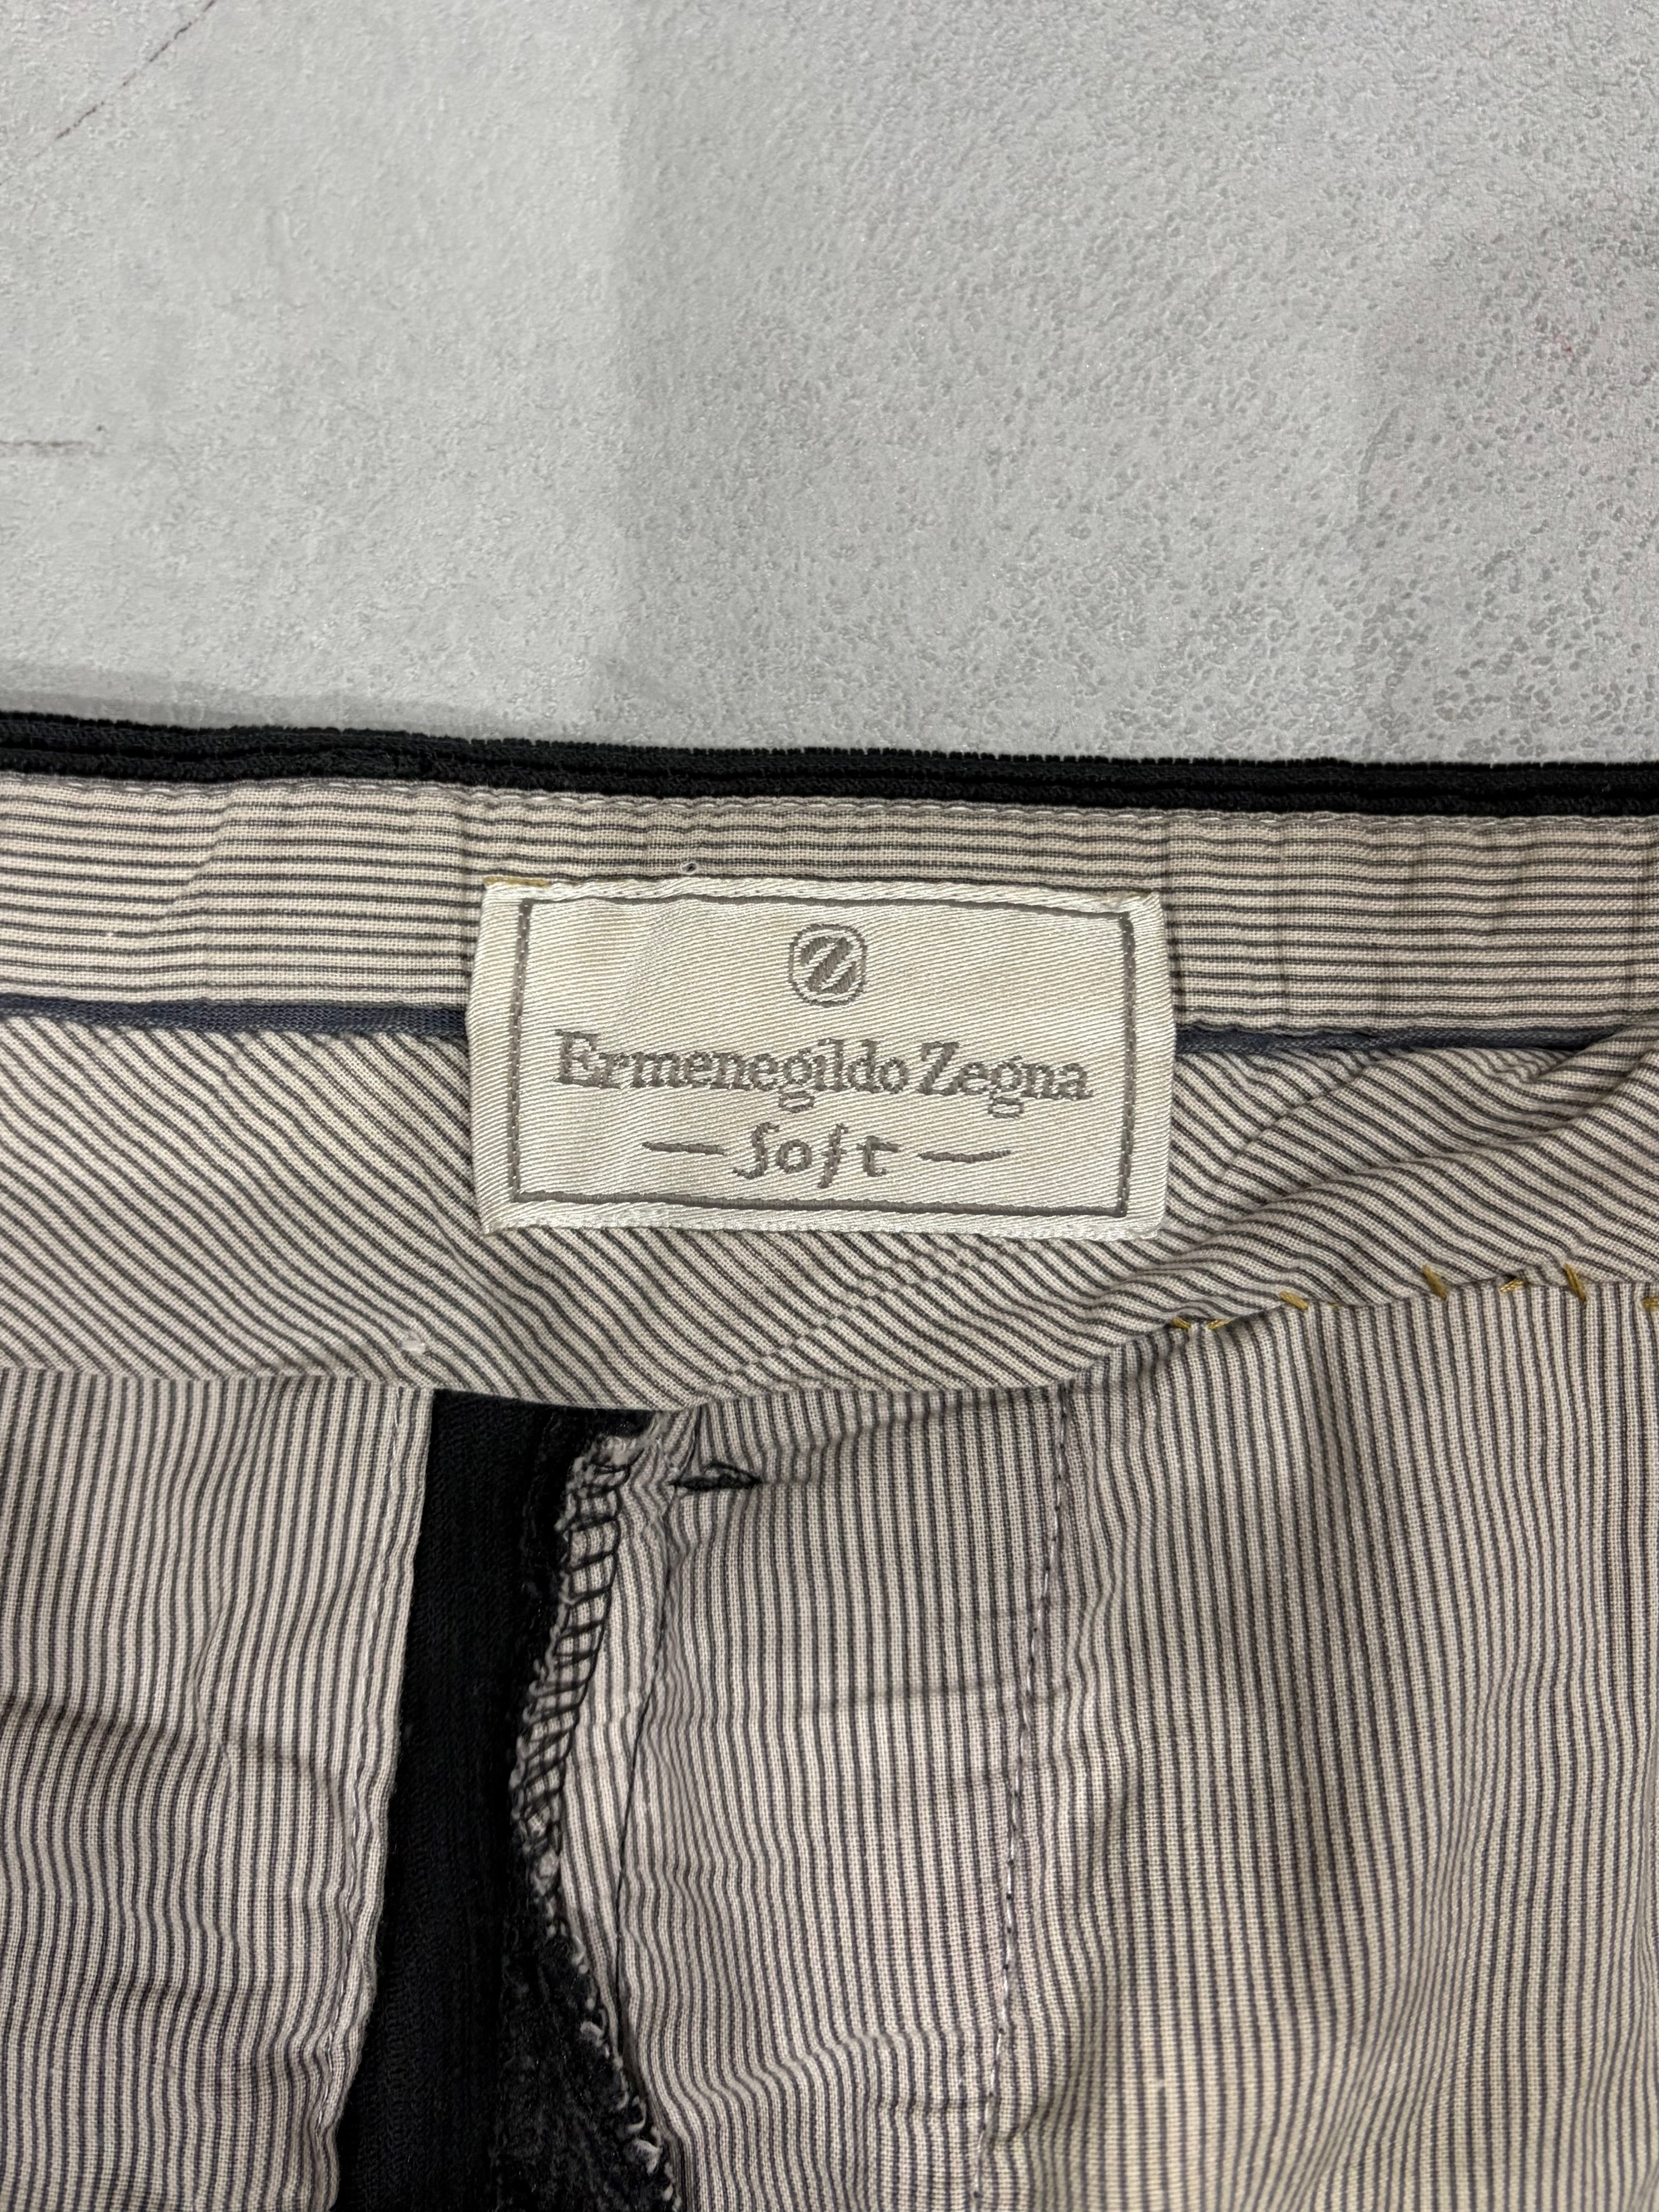 Z
Ermenegildo Zegna
— Soft —